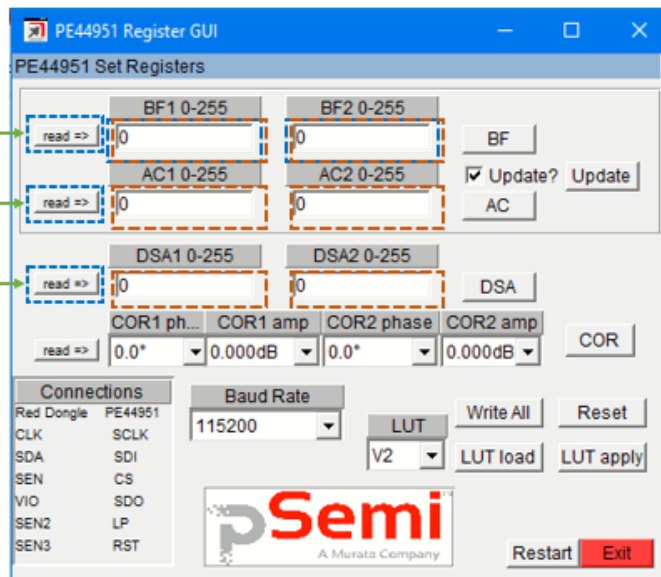 PE44951 Register GUI
PE44951 Set Registers
BF1 0-255 BF2 0-255
read => 0 0 BF
AC1 0-255 AC2 0-255 Update? Update
read => 0 0 AC
DSA1 0-255 DSA2 0-255
read => 0 0 DSA
COR1 ph... COR1 amp COR2 phase COR2 amp
read => 0.0° 0.000dB 0.0° 0.000dB COR
Connections
Red Dongle PE44951
CLK SCLK
SDA SDI
SEN CS
VIO SDO
SEN2 LP
SEN3 RST
Baud Rate
115200
LUT
V2
Write All Reset
LUT load LUT apply
pSemi
A Murata Company
Restart Exit